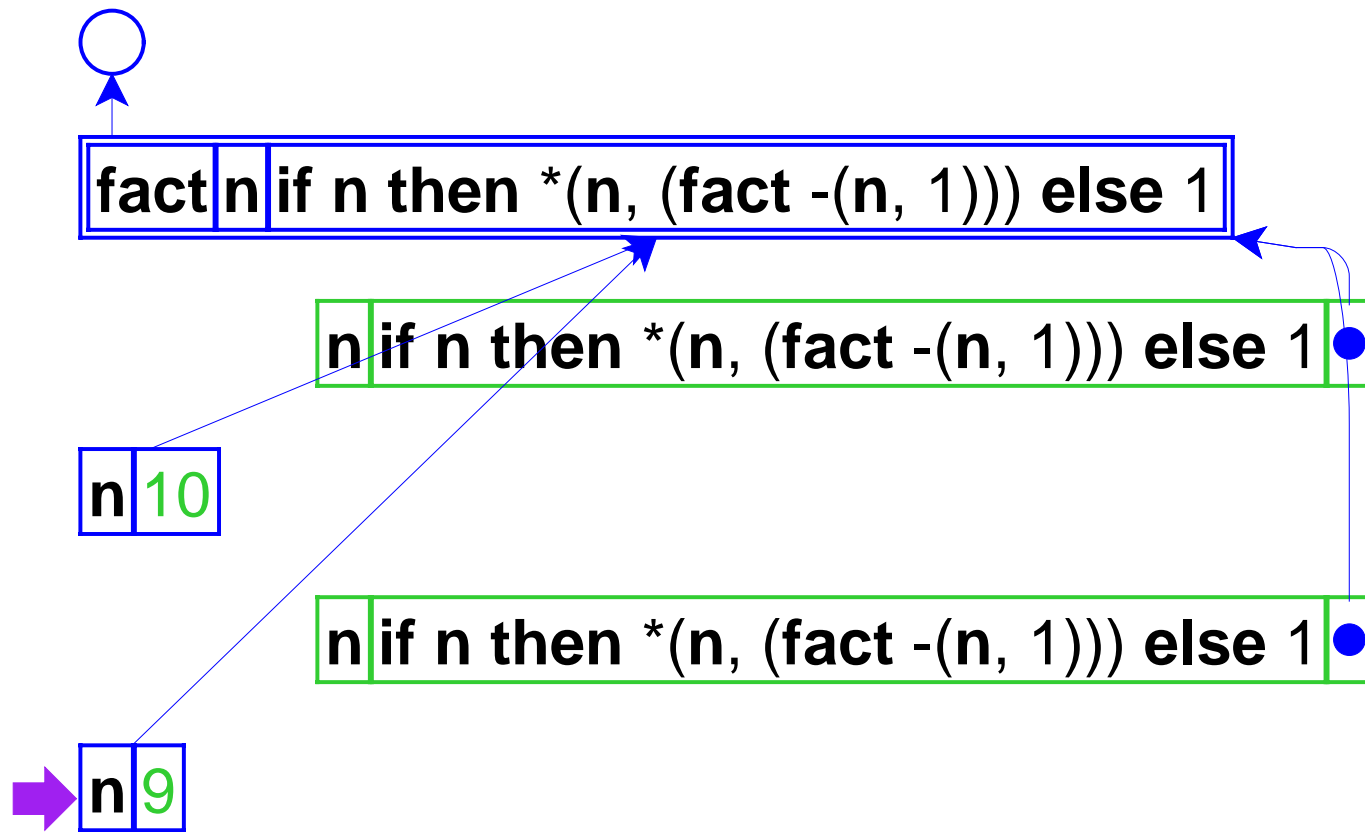 fact n if n then *(n, (fact -(n, 1))) else 1
n if n then *(n, (fact -(n, 1))) else 1
n 10
n if n then *(n, (fact -(n, 1))) else 1
n 9